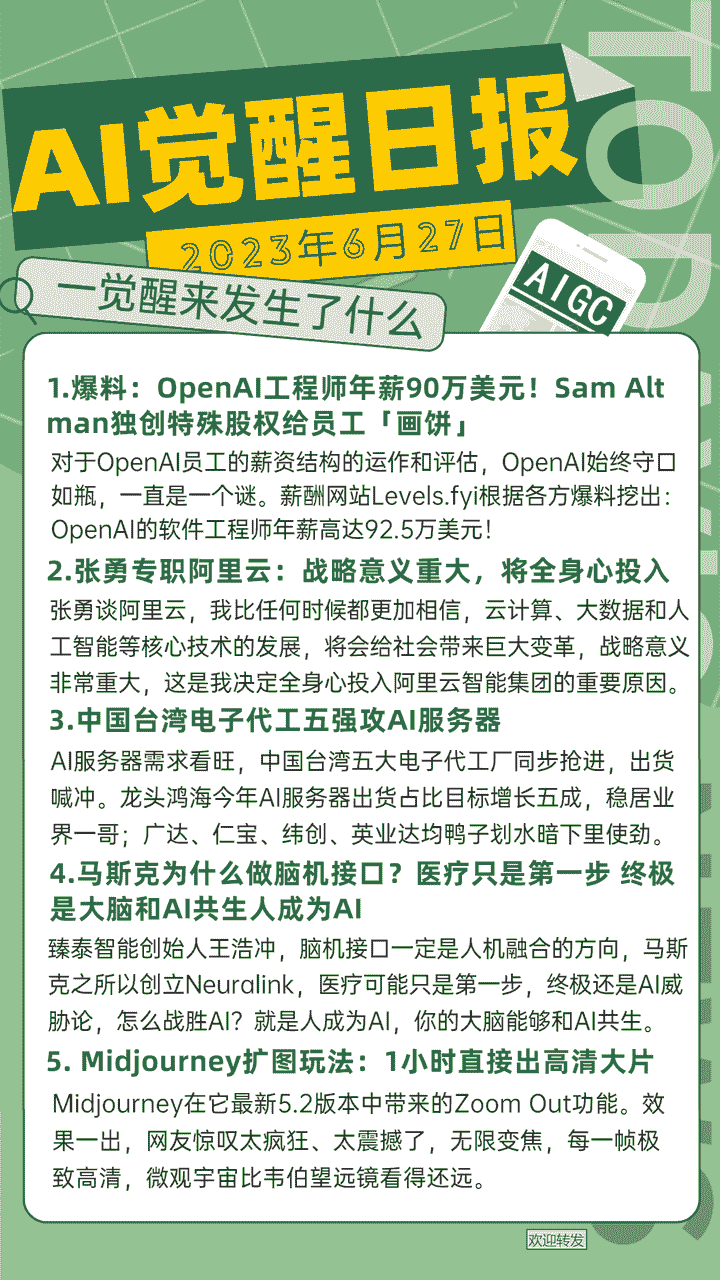 AI觉醒日报
2023年6月27日
一觉醒来发生了什么
AIGC
1.爆料：OpenAI工程师年薪90万美元！Sam Alt
man独创特殊股权给员工「画饼」
对于OpenAI员工的薪资结构的运作和评估，OpenAI始终守口
如瓶，一直是一个谜。薪酬网站Levels.fyi根据各方爆料挖出：
OpenAI的软件工程师年薪高达92.5万美元！
2.张勇专职阿里云：战略意义重大，将全身心投入
张勇谈阿里云，我比任何时候都更加相信，云计算、大数据和人
工智能等核心技术的发展，将会给社会带来巨大变革，战略意义
非常重大，这是我决定全身心投入阿里云智能集团的重要原因。
3.中国台湾电子代工五强攻AI服务器
AI服务器需求看旺，中国台湾五大电子代工厂同步抢进，出货
喊冲。龙头鸿海今年AI服务器出货占比目标增长五成，稳居业
界一哥；广达、仁宝、纬创、英业达均鸭子划水暗下里使劲。
4.马斯克为什么做脑机接口？医疗只是第一步 终极
是大脑和AI共生人成为AI
臻泰智能创始人王浩冲，脑机接口一定是人机融合的方向，马斯
克之所以创立Neuralink，医疗可能只是第一步，终极还是AI威
胁论，怎么战胜AI？就是人成为AI，你的大脑能够和AI共生。
5. Midjourney扩图玩法：1小时直接出高清大片
Midjourney在它最新5.2版本中带来的Zoom Out功能。效
果一出，网友惊叹太疯狂、太震撼了，无限变焦，每一帧极
致高清，微观宇宙比韦伯望远镜看得还远。
欢迎转发